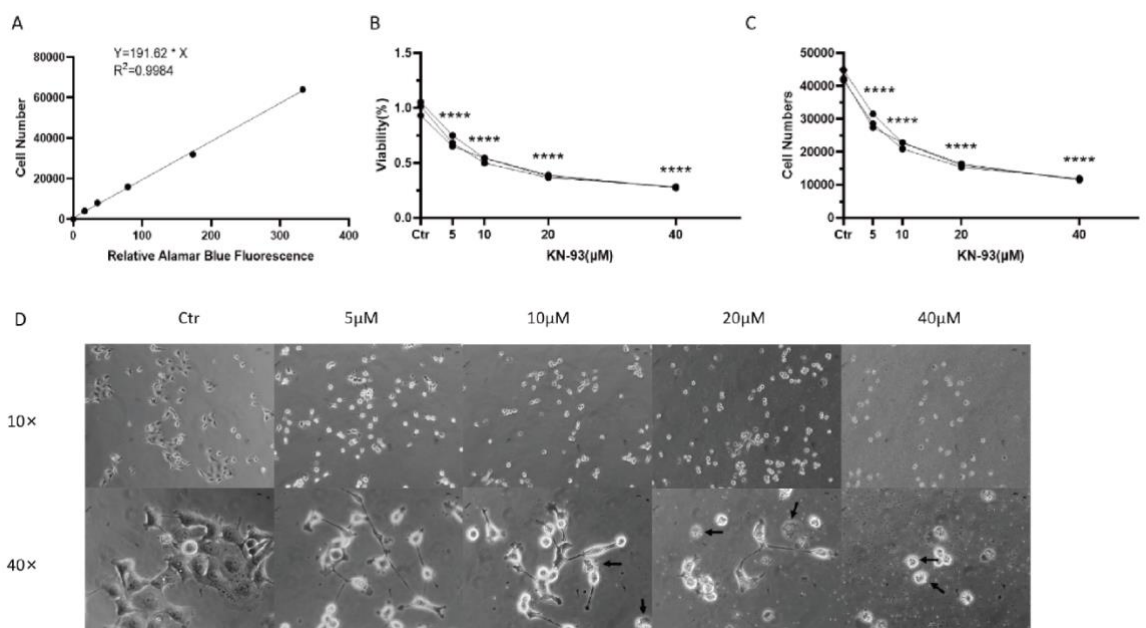 A
Y=191.62 * X
R²=0.9984
80000
60000
40000
20000
0
0 100 200 300 400
Cell Number
Relative Alamar Blue Fluorescence
B
1.5
1.0
0.5
0.0
Viability(%)
**** **** **** ****
Ctr 5 10 20 40
KN-93(μM)
C
50000
40000
30000
20000
10000
0
Cell Numbers
**** **** **** ****
Ctr 5 10 20 40
KN-93(μM)
D
Ctr 5μM 10μM 20μM 40μM
10×
40×